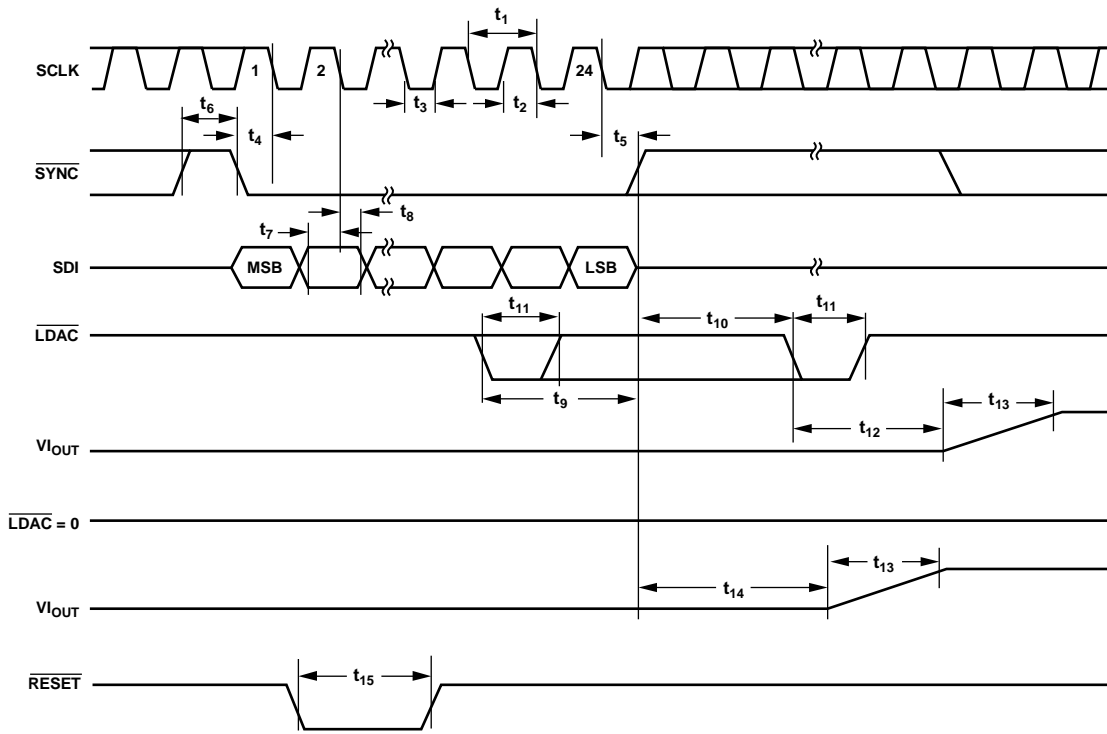 t1
SCLK
1
2
24
t3
t2
t6
t4
t5
SYNC
t8
t7
SDI
MSB
LSB
t11
t10
t11
LDAC
t9
t13
t12
VIOUT
LDAC = 0
t13
t14
VIOUT
t15
RESET